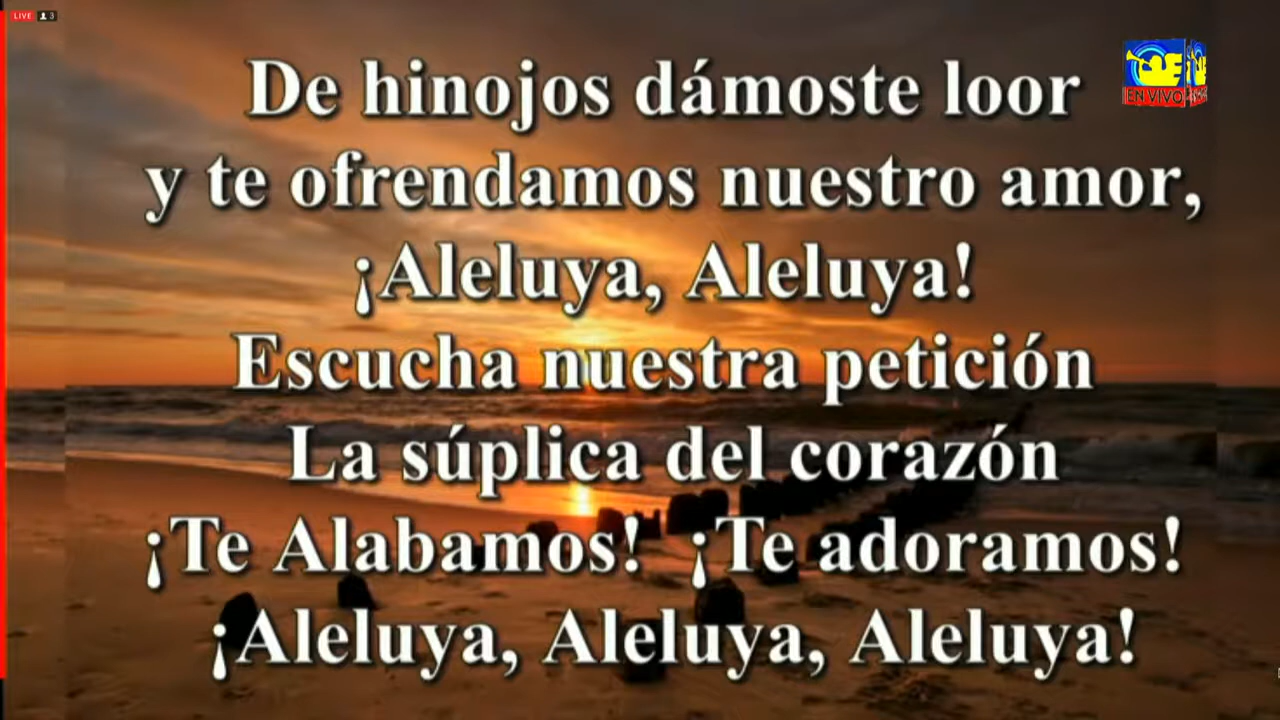 LIVE 3
De hinojos dámoste loor
y te ofrendamos nuestro amor,
¡Aleluya, Aleluya!
Escucha nuestra petición
La súplica del corazón
¡Te Alabamos! ¡Te adoramos!
¡Aleluya, Aleluya, Aleluya!
EN VIVO